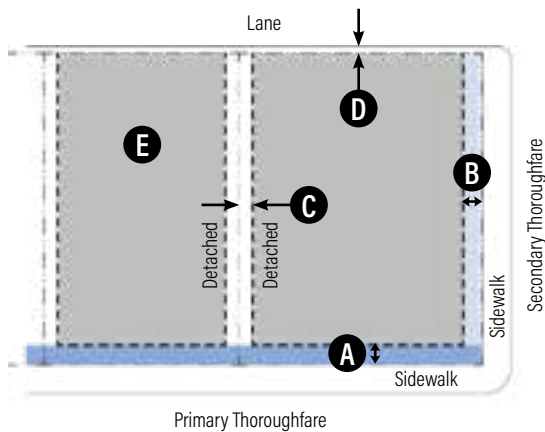 Lane
D
E
B
C
Detached
Detached
Secondary Thoroughfare
Sidewalk
A
Sidewalk
Primary Thoroughfare